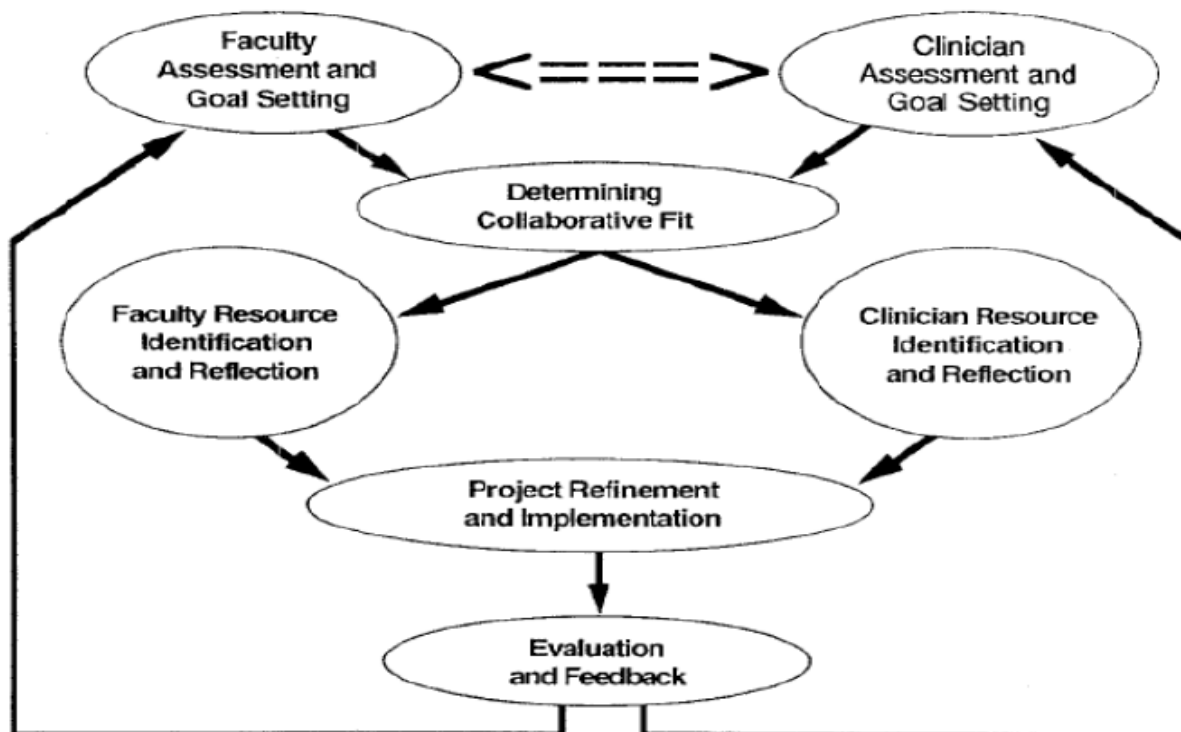 Faculty
Assessment and
Goal Setting
Clinician
Assessment and
Goal Setting
Determining
Collaborative Fit
Faculty Resource
Identification
and Reflection
Clinician Resource
Identification
and Reflection
Project Refinement
and Implementation
Evaluation
and Feedback